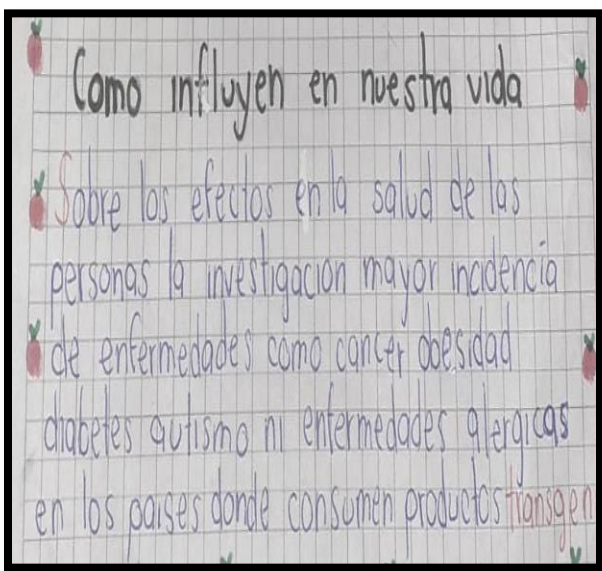 Como influyen en nuestra vida
Sobre los efectos en la salud de las
personas la investigacion mayor incidencia
de enfermedades como cancer obesidad
diabetes autismo ni enfermedades alergicas
en los paises donde consumen productos transgen